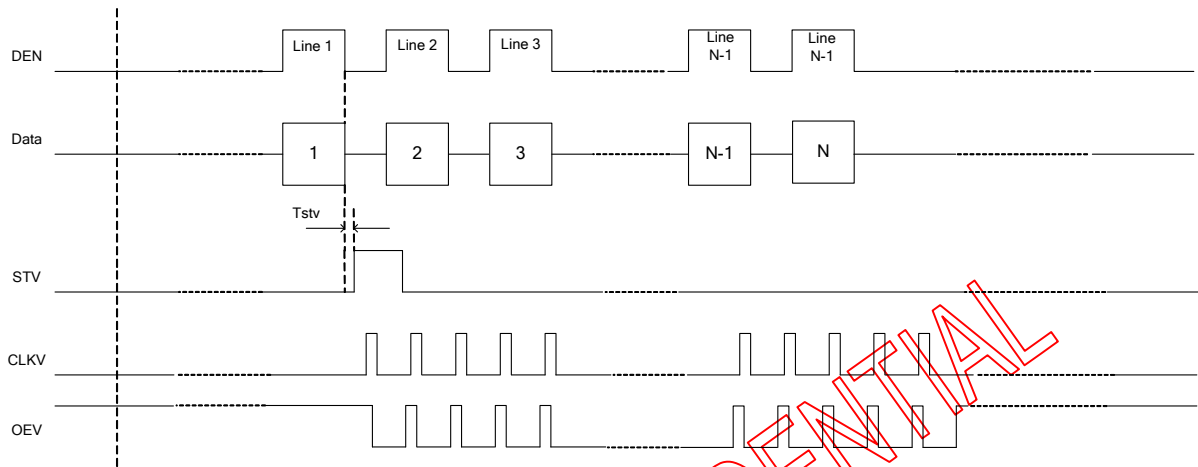 DEN
Line 1
Line 2
Line 3
Line
N-1
Line
N-1
Data
1
2
3
N-1
N
Tstv
STV
CLKV
OEV
DENTIAL